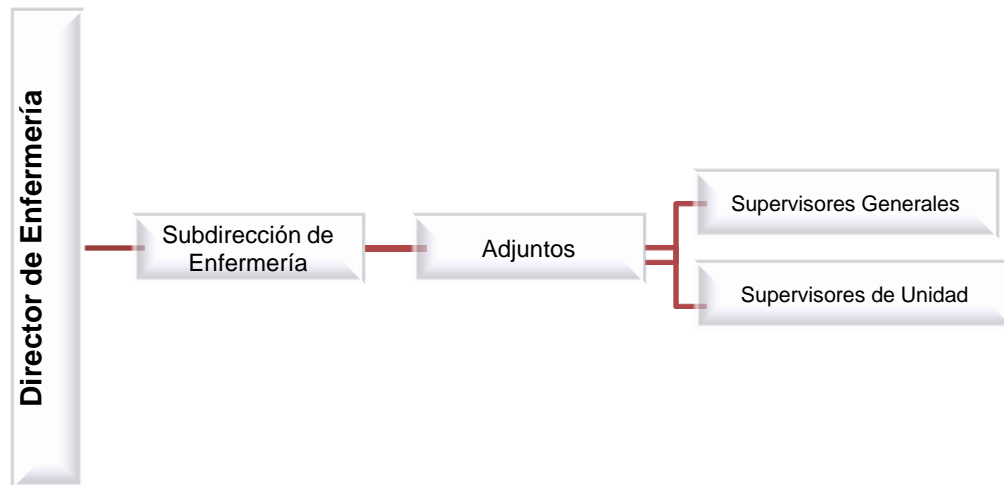 Director de Enfermería
Subdirección de
Enfermería
Adjuntos
Supervisores Generales
Supervisores de Unidad